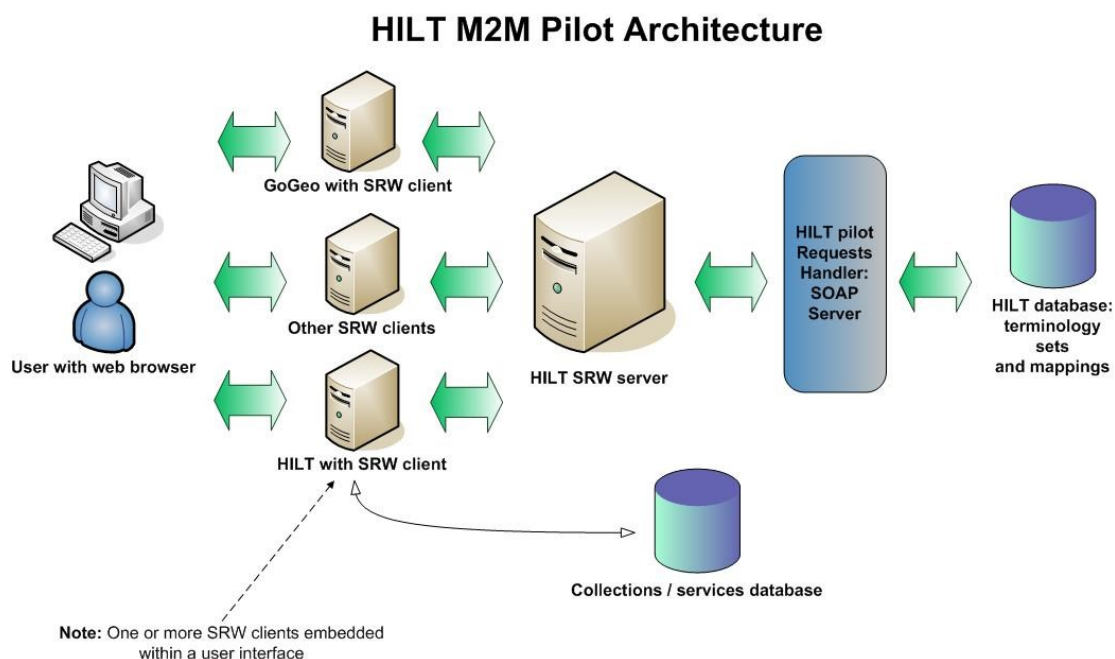 HILT M2M Pilot Architecture
GoGeo with SRW client
Other SRW clients
HILT with SRW client
User with web browser
HILT SRW server
HILT pilot
Requests
Handler:
SOAP
Server
HILT database:
terminology
sets
and mappings
Collections / services database
Note: One or more SRW clients embedded
within a user interface